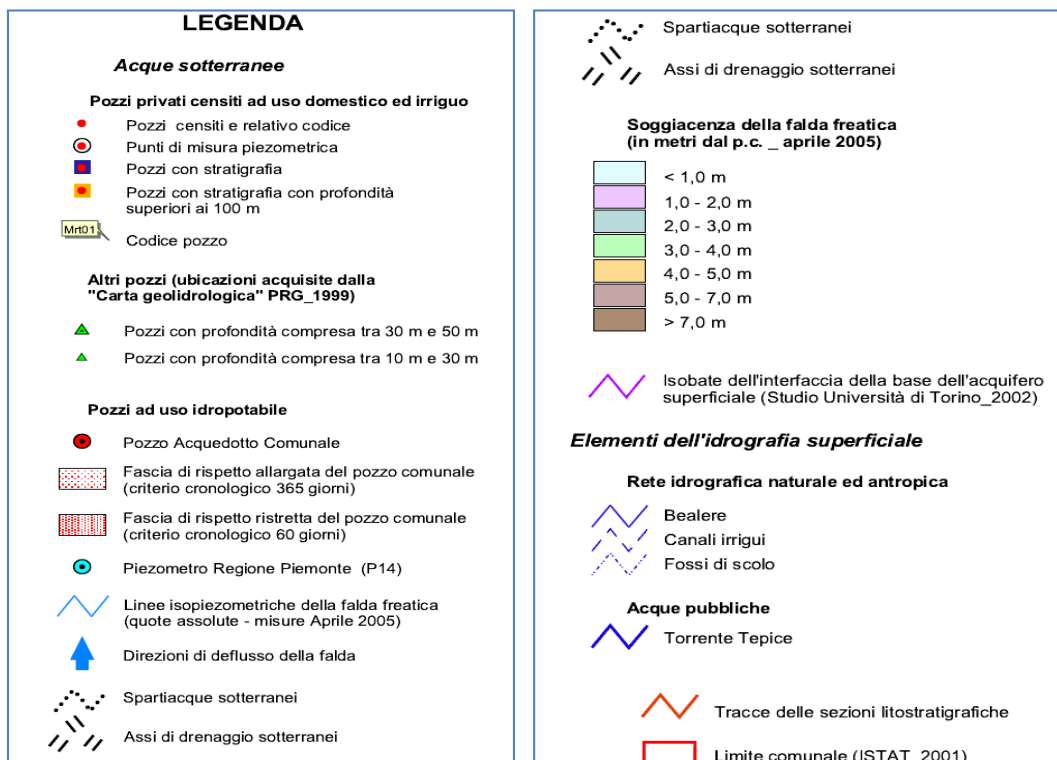 LEGENDA
Acque sotterranee
Pozzi privati censiti ad uso domestico ed irriguo
Pozzi censiti e relativo codice
Punti di misura piezometrica
Pozzi con stratigrafia
Pozzi con stratigrafia con profondità
superiori ai 100 m
Mrt01
Codice pozzo
Altri pozzi (ubicazioni acquisite dalla
"Carta geolidrologica" PRG_1999)
Pozzi con profondità compresa tra 30 m e 50 m
Pozzi con profondità compresa tra 10 m e 30 m
Pozzi ad uso idropotabile
Pozzo Acquedotto Comunale
Fascia di rispetto allargata del pozzo comunale
(criterio cronologico 365 giorni)
Fascia di rispetto ristretta del pozzo comunale
(criterio cronologico 60 giorni)
Piezometro Regione Piemonte (P14)
Linee isopiezometriche della falda freatica
(quote assolute - misure Aprile 2005)
Direzioni di deflusso della falda
Spartiacque sotterranei
Assi di drenaggio sotterranei
Spartiacque sotterranei
Assi di drenaggio sotterranei
Soggiacenza della falda freatica
(in metri dal p.c. _ aprile 2005)
< 1,0 m
1,0 - 2,0 m
2,0 - 3,0 m
3,0 - 4,0 m
4,0 - 5,0 m
5,0 - 7,0 m
> 7,0 m
Isobate dell'interfaccia della base dell'acquifero
superficiale (Studio Università di Torino_2002)
Elementi dell'idrografia superficiale
Rete idrografica naturale ed antropica
Bealere
Canali irrigui
Fossi di scolo
Acque pubbliche
Torrente Tepice
Tracce delle sezioni litostratigrafiche
Limite comunale (ISTAT_2001)